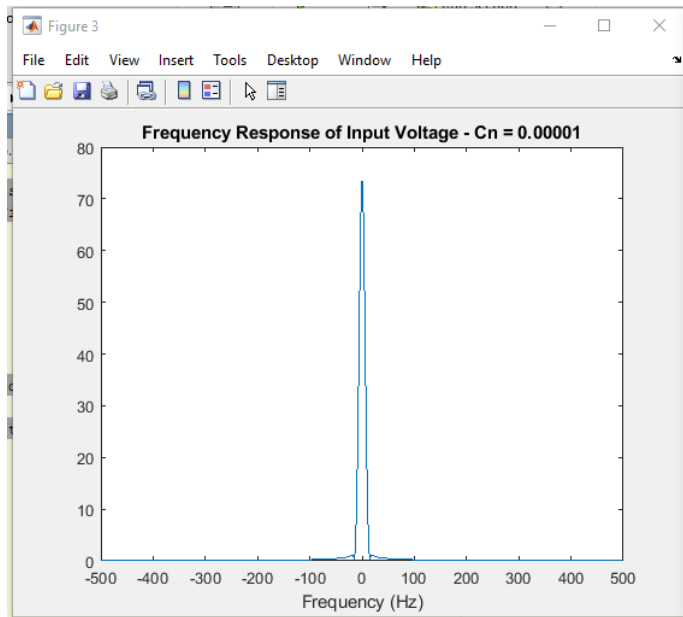 Figure 3
File Edit View Insert Tools Desktop Window Help
Frequency Response of Input Voltage - Cn = 0.00001
80
70
60
50
40
30
20
10
0
-500 -400 -300 -200 -100 0 100 200 300 400 500
Frequency (Hz)